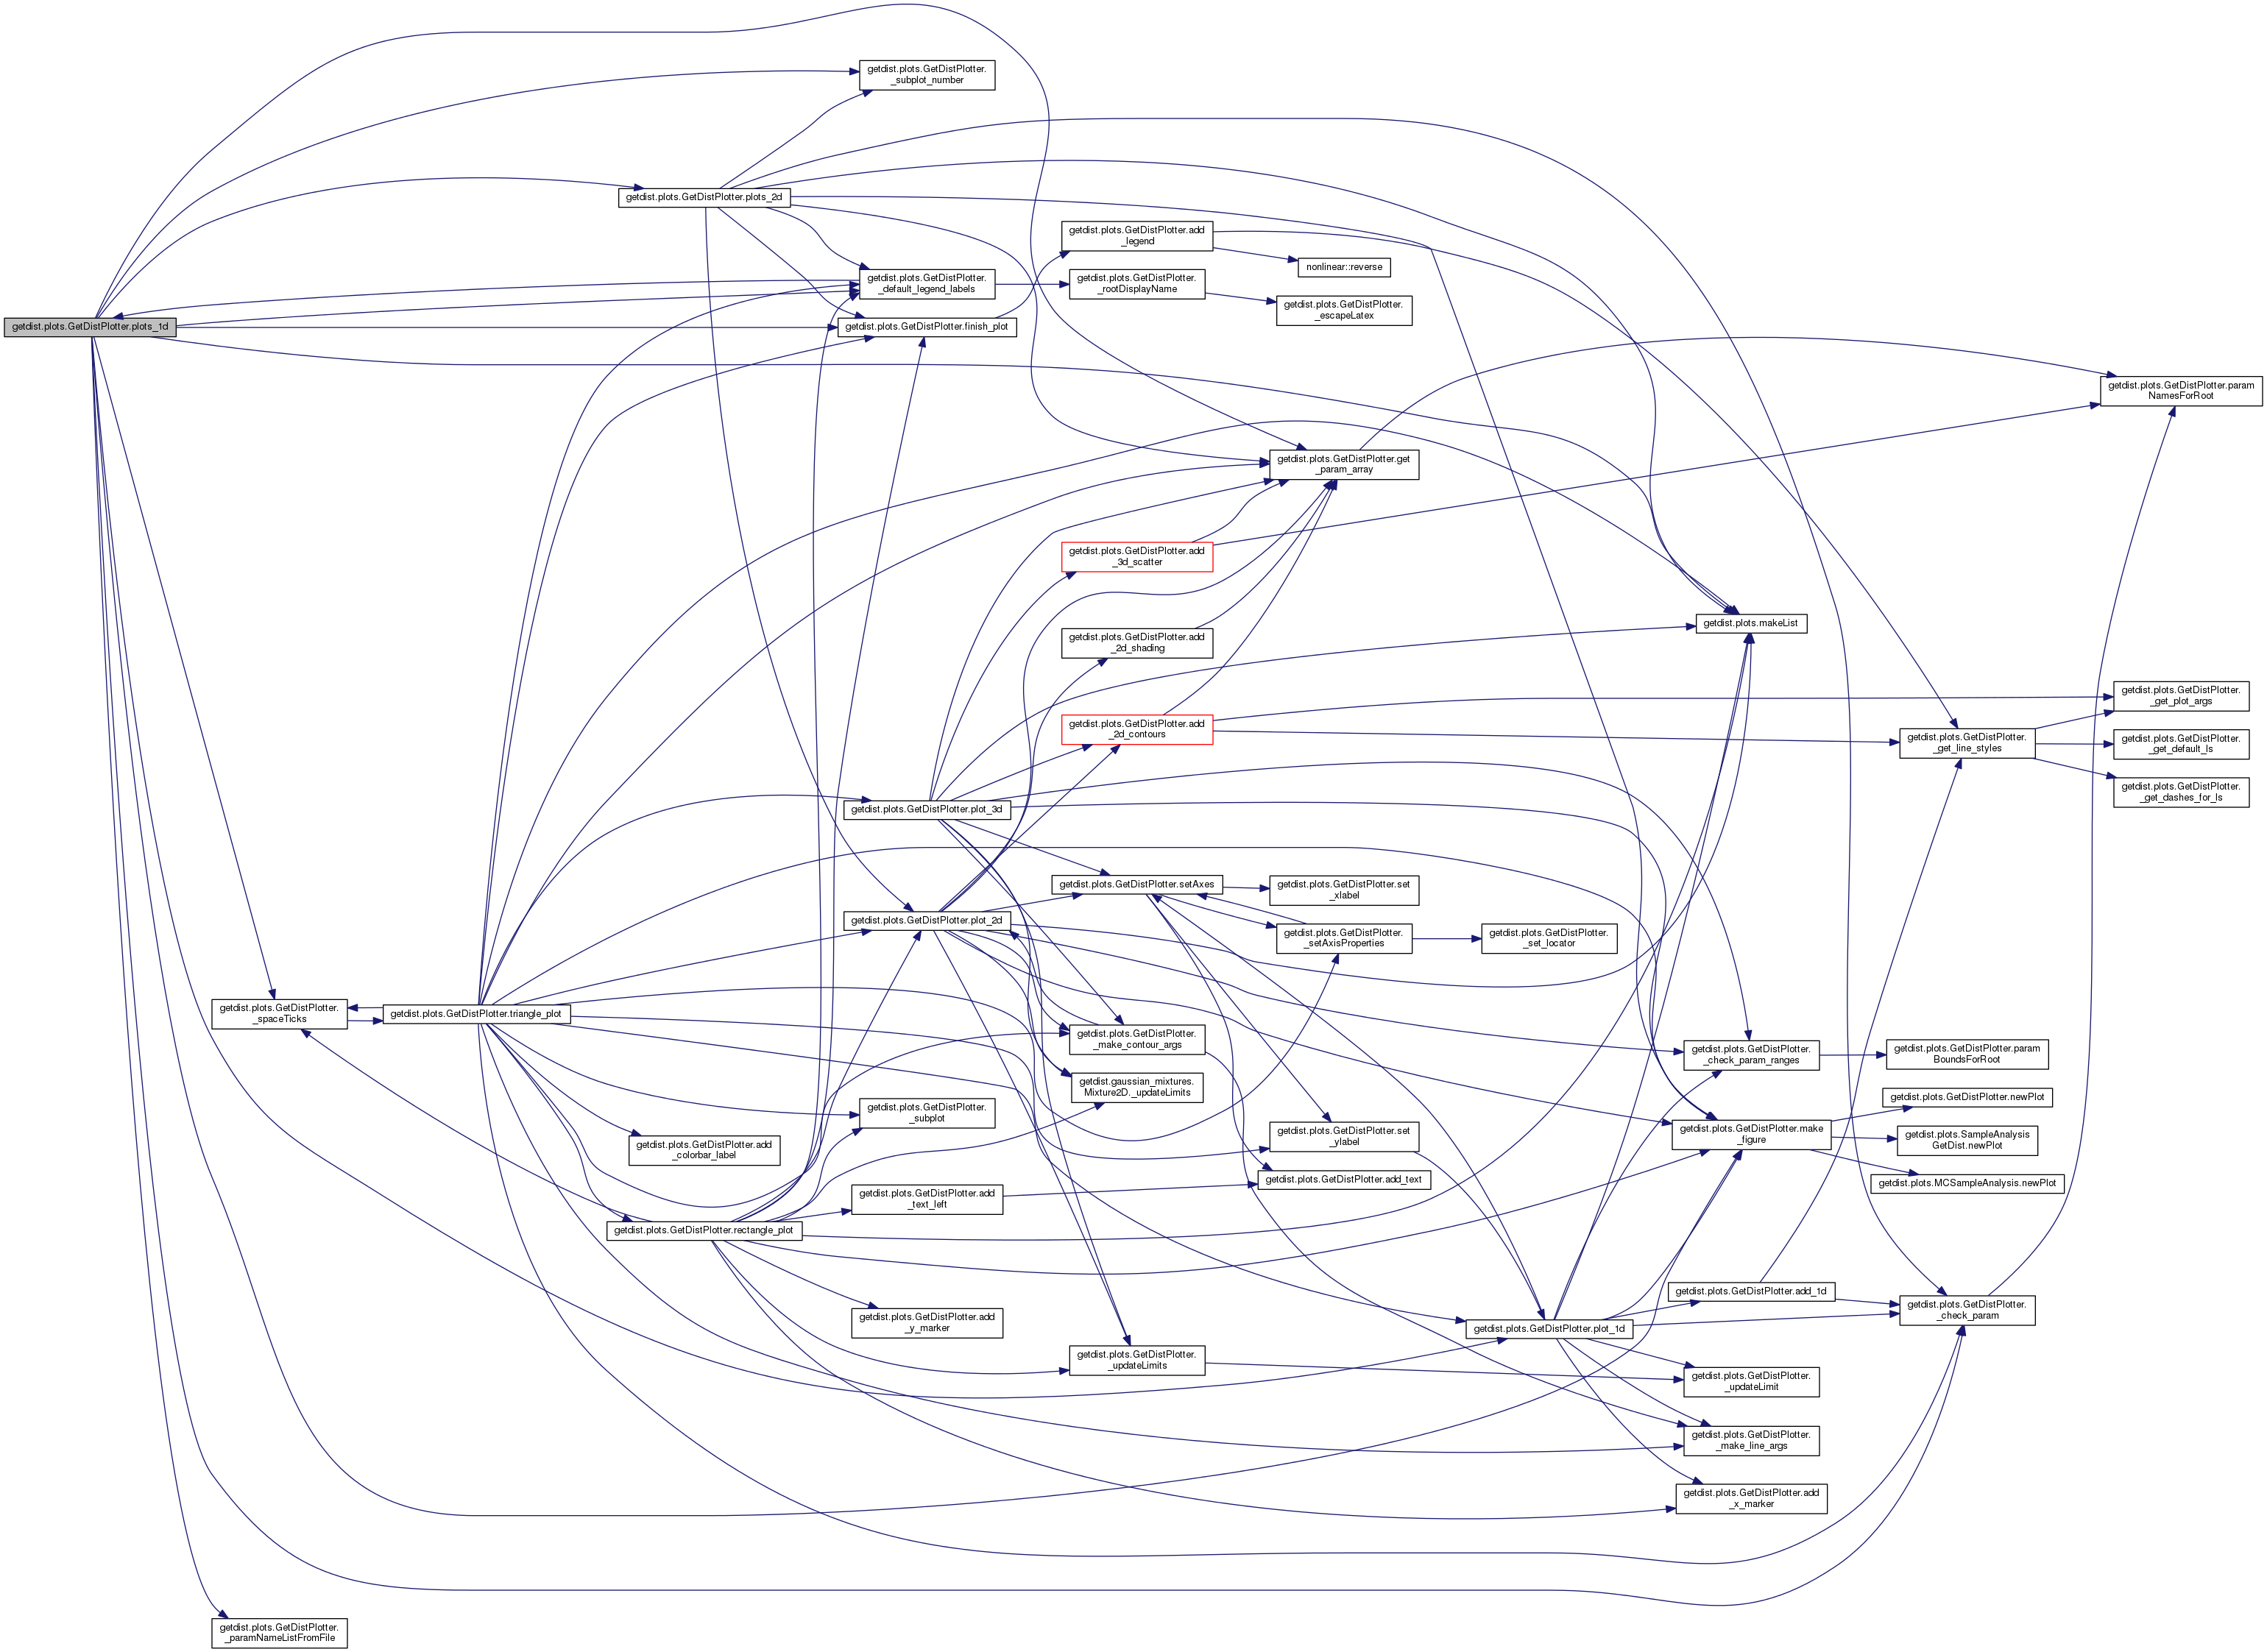 getdist.plots.GetDistPlotter.
_subplot_number
getdist.plots.GetDistPlotter.plots_2d
getdist.plots.GetDistPlotter.add
_legend
nonlinear::reverse
getdist.plots.GetDistPlotter.
_default_legend_labels
getdist.plots.GetDistPlotter.
_rootDisplayName
getdist.plots.GetDistPlotter.
_escapeLatex
getdist.plots.GetDistPlotter.plots_1d
getdist.plots.GetDistPlotter.finish_plot
getdist.plots.GetDistPlotter.param
NamesForRoot
getdist.plots.GetDistPlotter.get
_param_array
getdist.plots.GetDistPlotter.add
_3d_scatter
getdist.plots.makeList
getdist.plots.GetDistPlotter.add
_2d_shading
getdist.plots.GetDistPlotter.
_get_plot_args
getdist.plots.GetDistPlotter.add
_2d_contours
getdist.plots.GetDistPlotter.
_get_line_styles
getdist.plots.GetDistPlotter.
_get_default_ls
getdist.plots.GetDistPlotter.
_get_dashes_for_ls
getdist.plots.GetDistPlotter.plot_3d
getdist.plots.GetDistPlotter.setAxes
getdist.plots.GetDistPlotter.set
_xlabel
getdist.plots.GetDistPlotter.plot_2d
getdist.plots.GetDistPlotter.
_setAxisProperties
getdist.plots.GetDistPlotter.
_set_locator
getdist.plots.GetDistPlotter.
_spaceTicks
getdist.plots.GetDistPlotter.triangle_plot
getdist.plots.GetDistPlotter.
_make_contour_args
getdist.plots.GetDistPlotter.
_check_param_ranges
getdist.plots.GetDistPlotter.param
BoundsForRoot
getdist.gaussian_mixtures.
Mixture2D._updateLimits
getdist.plots.GetDistPlotter.newPlot
getdist.plots.GetDistPlotter.
_subplot
getdist.plots.GetDistPlotter.add
_colorbar_label
getdist.plots.GetDistPlotter.set
_ylabel
getdist.plots.GetDistPlotter.make
_figure
getdist.plots.SampleAnalysis
GetDist.newPlot
getdist.plots.GetDistPlotter.add_text
getdist.plots.MCSampleAnalysis.newPlot
getdist.plots.GetDistPlotter.add
_text_left
getdist.plots.GetDistPlotter.rectangle_plot
getdist.plots.GetDistPlotter.add_1d
getdist.plots.GetDistPlotter.
_check_param
getdist.plots.GetDistPlotter.add
_y_marker
getdist.plots.GetDistPlotter.plot_1d
getdist.plots.GetDistPlotter.
_updateLimits
getdist.plots.GetDistPlotter.
_updateLimit
getdist.plots.GetDistPlotter.
_make_line_args
getdist.plots.GetDistPlotter.add
_x_marker
getdist.plots.GetDistPlotter.
_paramNameListFromFile